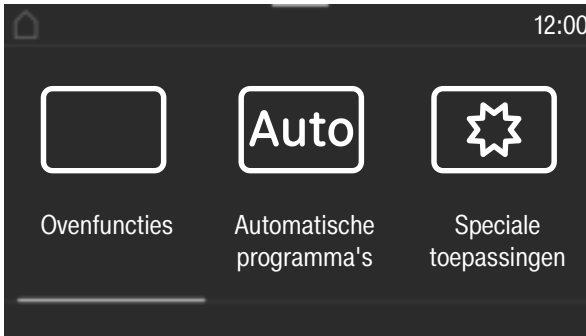 12:00
Auto
Ovenfuncties
Automatische
programma's
Speciale
toepassingen